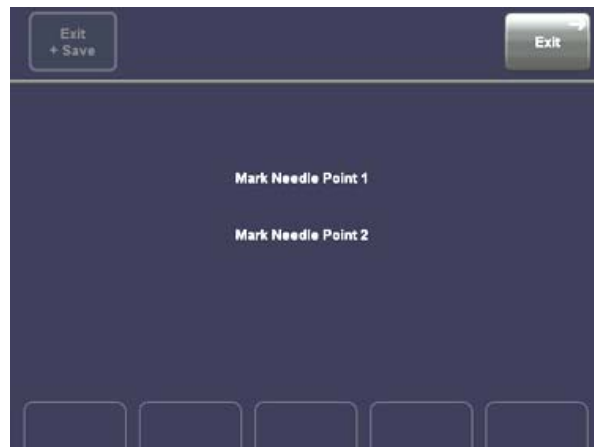 Exit
+ Save
Exit
Mark Needle Point 1
Mark Needle Point 2